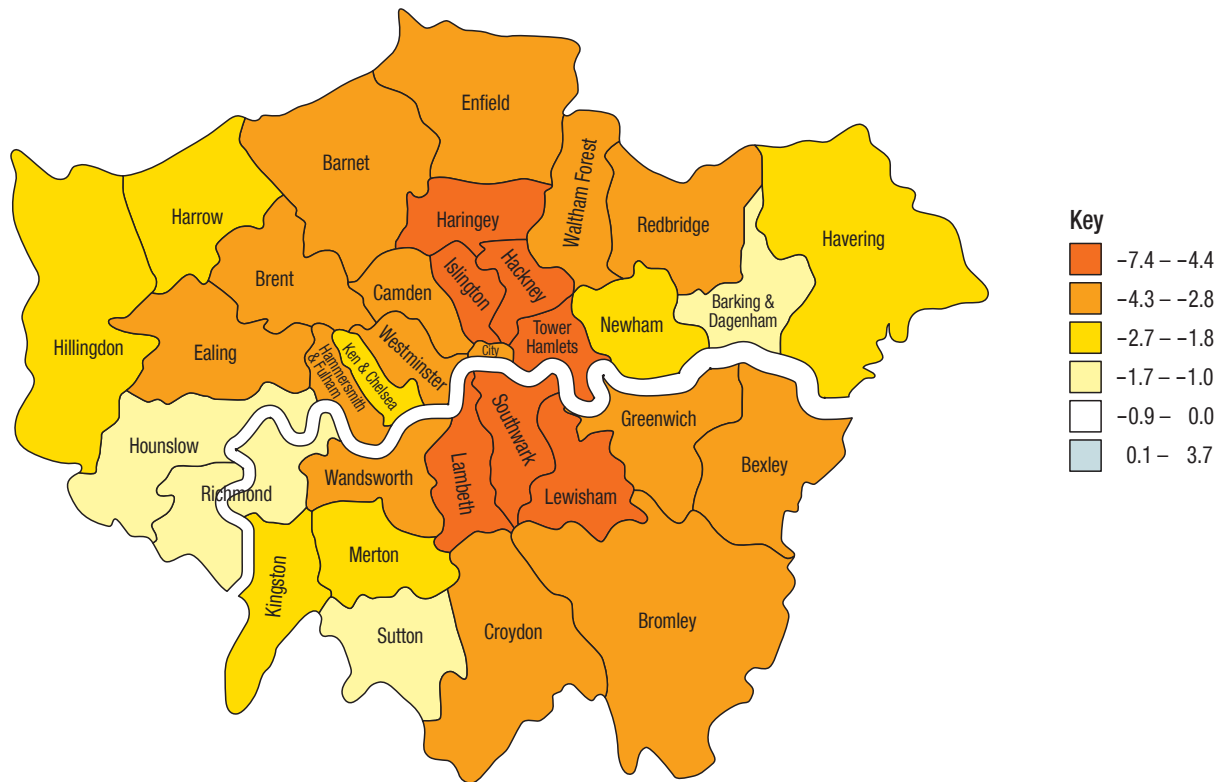 Enfield
Barnet
Waltham Forest
Harrow
Haringey
Redbridge
Havering
Brent
Camden
Islington
Hackney
Barking &
Dagenham
Hillingdon
Ealing
Hammersmith
& Fulham
Ken & Chelsea
Westminster
City
Tower
Hamlets
Newham
Hounslow
Richmond
Wandsworth
Lambeth
Southwark
Lewisham
Greenwich
Bexley
Kingston
Merton
Sutton
Croydon
Bromley
Key
−7.4 – −4.4
−4.3 – −2.8
−2.7 – −1.8
−1.7 – −1.0
−0.9 – 0.0
0.1 – 3.7